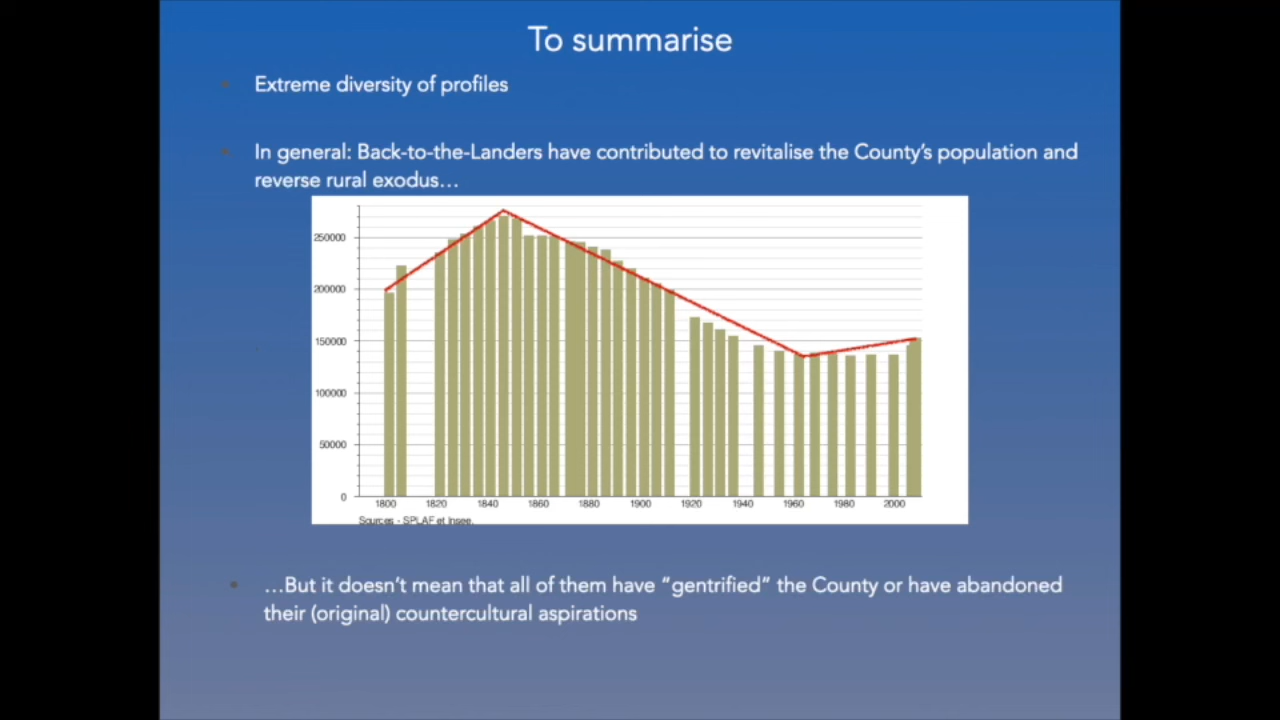 To summarise
Extreme diversity of profiles
In general: Back-to-the-Landers have contributed to revitalise the County's population and
reverse rural exodus...
250000
200000
150000
100000
50000
0
1800 1820 1840 1860 1880 1900 1920 1940 1960 1980 2000
Sources - SPLAF et Insee.
...But it doesn't mean that all of them have “gentrified” the County or have abandoned
their (original) countercultural aspirations